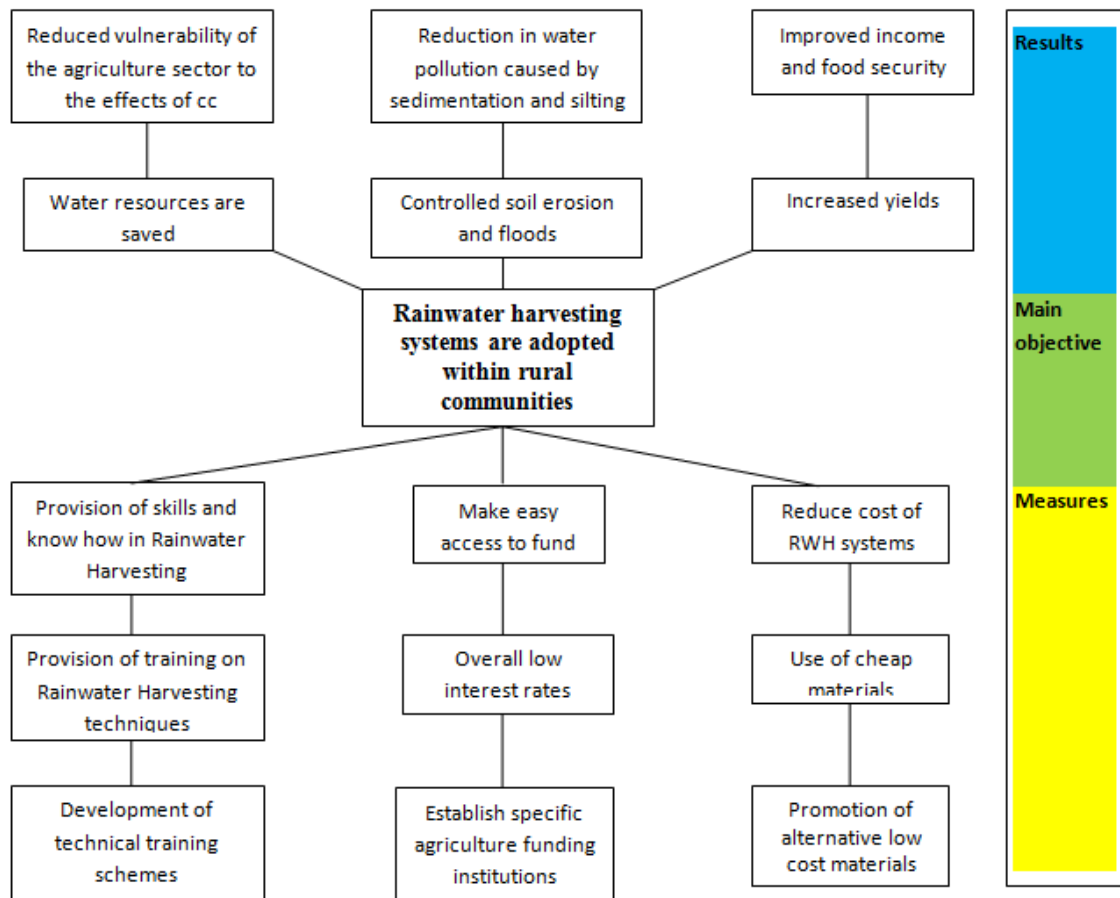 Reduced vulnerability of
the agriculture sector to
the effects of cc
Reduction in water
pollution caused by
sedimentation and silting
Improved income
and food security
Results
Water resources are
saved
Controlled soil erosion
and floods
Increased yields
Rainwater harvesting
systems are adopted
within rural
communities
Main
objective
Provision of skills and
know how in Rainwater
Harvesting
Make easy
access to fund
Reduce cost of
RWH systems
Measures
Provision of training on
Rainwater Harvesting
techniques
Overall low
interest rates
Use of cheap
materials
Development of
technical training
schemes
Establish specific
agriculture funding
institutions
Promotion of
alternative low
cost materials